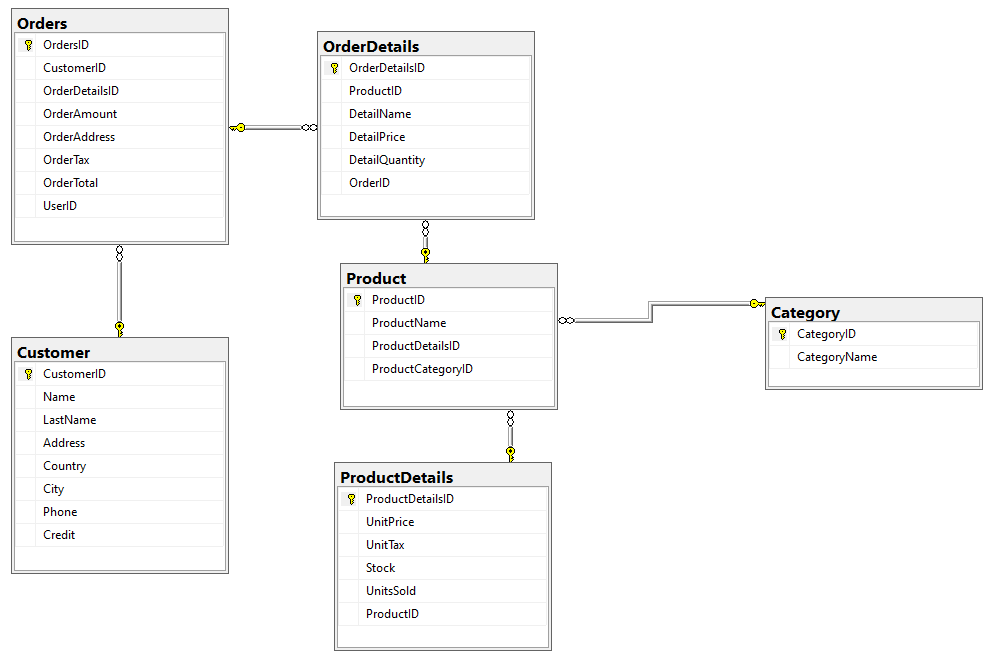 Orders
OrdersID
CustomerID
OrderDetailsID
OrderAmount
OrderAddress
OrderTax
OrderTotal
UserID
OrderDetails
OrderDetailsID
ProductID
DetailName
DetailPrice
DetailQuantity
OrderID
Product
ProductID
ProductName
ProductDetailsID
ProductCategoryID
Category
CategoryID
CategoryName
Customer
CustomerID
Name
LastName
Address
Country
City
Phone
Credit
ProductDetails
ProductDetailsID
UnitPrice
UnitTax
Stock
UnitsSold
ProductID